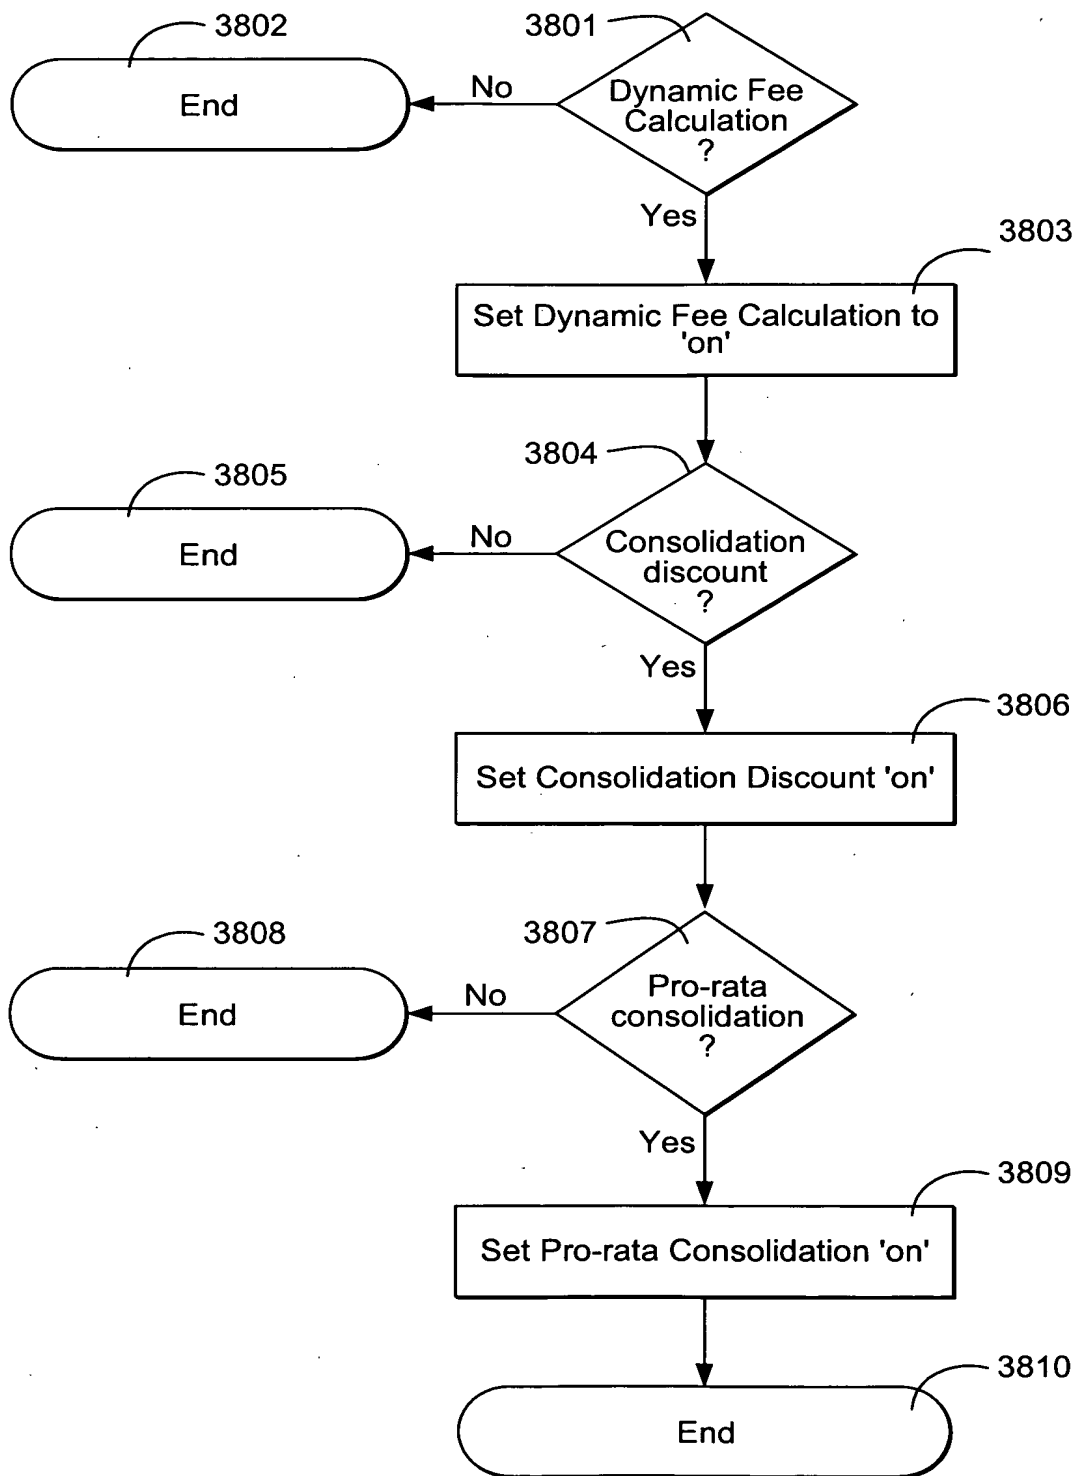 3802
3801
End
No
Dynamic Fee
Calculation
?
Yes
3803
Set Dynamic Fee Calculation to
'on'
3805
3804
End
No
Consolidation
discount
?
Yes
3806
Set Consolidation Discount 'on'
3808
3807
End
No
Pro-rata
consolidation
?
Yes
3809
Set Pro-rata Consolidation 'on'
3810
End